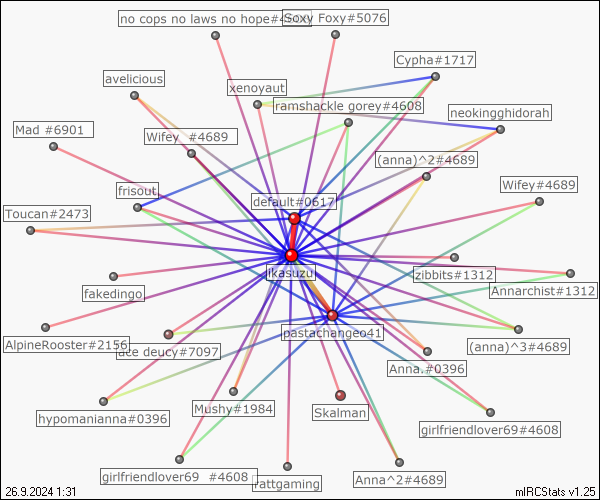 no cops no laws no hope#4608
Soxy Foxy#5076
Cypha#1717
avelicious
xenoyaut
ramshackle gorey#4608
neokingghidorah
Mad #6901
Wifey  #4689
(anna)^2#4689
frisout
Wifey#4689
default#0617
Toucan#2473
ikasuzu
zibbits#1312
Annarchist#1312
fakedingo
pastachangeo41
AlpineRooster#2156
ace deucy#7097
(anna)^3#4689
Anna.#0396
hypomanianna#0396
Mushy#1984
Skalman
girlfriendlover69#4608
girlfriendlover69  #4608
rattgaming
Anna^2#4689
26.9.2024 1:31
mIRCStats v1.25